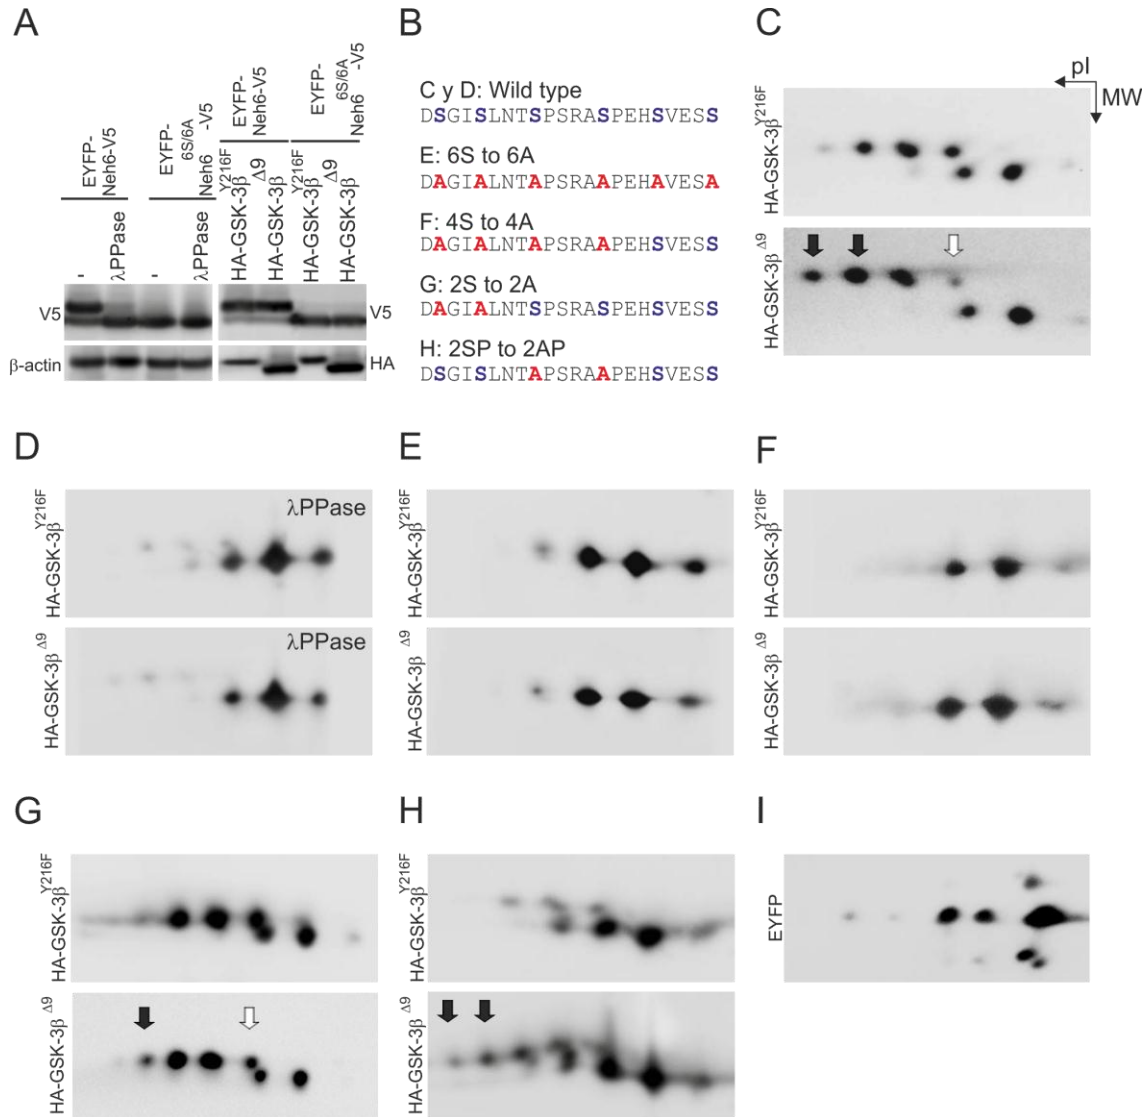 A
EYFP-
Neh6-V5
EYFP-
Neh6 6S/6A -V5
EYFP-
Neh6-V5
EYFP-
Neh6 6S/6A -V5
-
λPPase
-
λPPase
HA-GSK-3β Y216F
HA-GSK-3β Δ9
HA-GSK-3β Y216F
HA-GSK-3β Δ9
V5
V5
β-actin
HA
B
C y D: Wild type
DSGISLNTSPSRASPEHSVESS
E: 6S to 6A
DAGIALNTAPSRAAPEHAVESA
F: 4S to 4A
DAGIALNTAPSRAAPEHSVESS
G: 2S to 2A
DAGIALNTSPSRASPEHSVESS
H: 2SP to 2AP
DSGISLNTAPSRAAPEHSVESS
C
pI
MW
HA-GSK-3β Y216F
HA-GSK-3β Δ9
D
HA-GSK-3β Y216F
λPPase
HA-GSK-3β Δ9
λPPase
E
HA-GSK-3β Y216F
HA-GSK-3β Δ9
F
HA-GSK-3β Y216F
HA-GSK-3β Δ9
G
HA-GSK-3β Y216F
HA-GSK-3β Δ9
H
HA-GSK-3β Y216F
HA-GSK-3β Δ9
I
EYFP